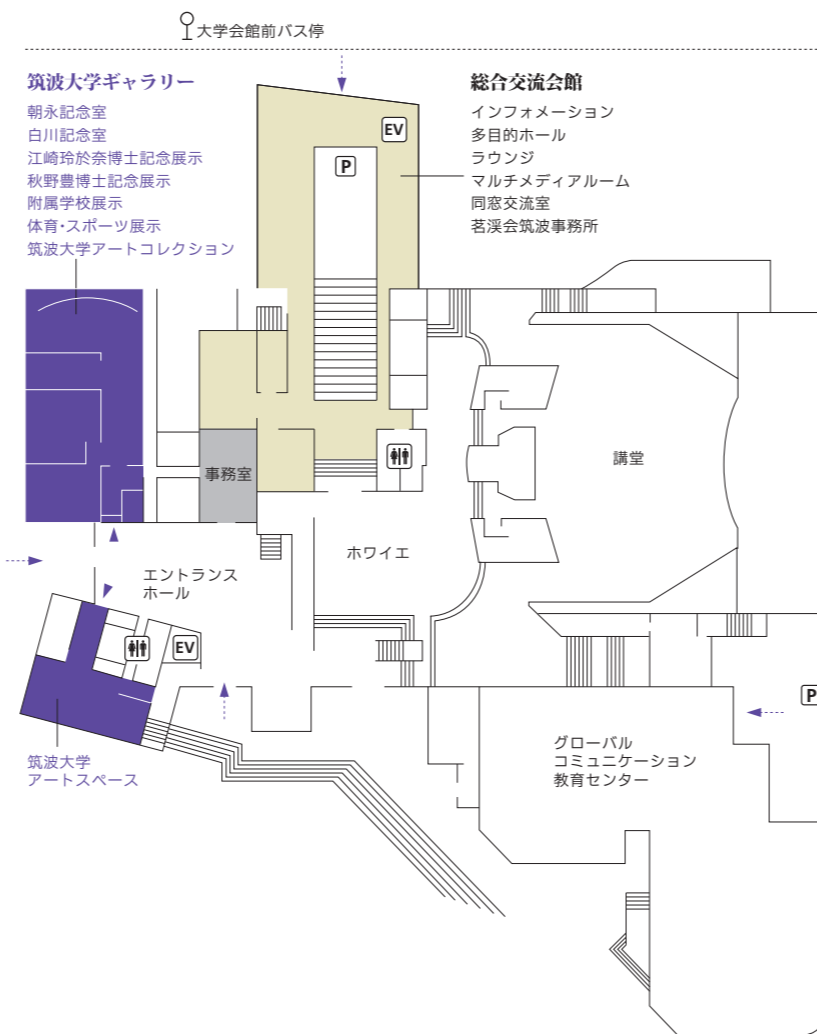 大学会館前バス停
筑波大学ギャラリー
朝永記念室
白川記念室
江崎玲於奈博士記念展示
秋野豊博士記念展示
附属学校展示
体育・スポーツ展示
筑波大学アートコレクション
総合交流会館
インフォメーション
多目的ホール
ラウンジ
マルチメディアルーム
同窓交流室
茗渓会筑波事務所
EV
P
事務室
講堂
ホワイエ
エントランス
ホール
EV
P
筑波大学
アートスペース
グローバル
コミュニケーション
教育センター